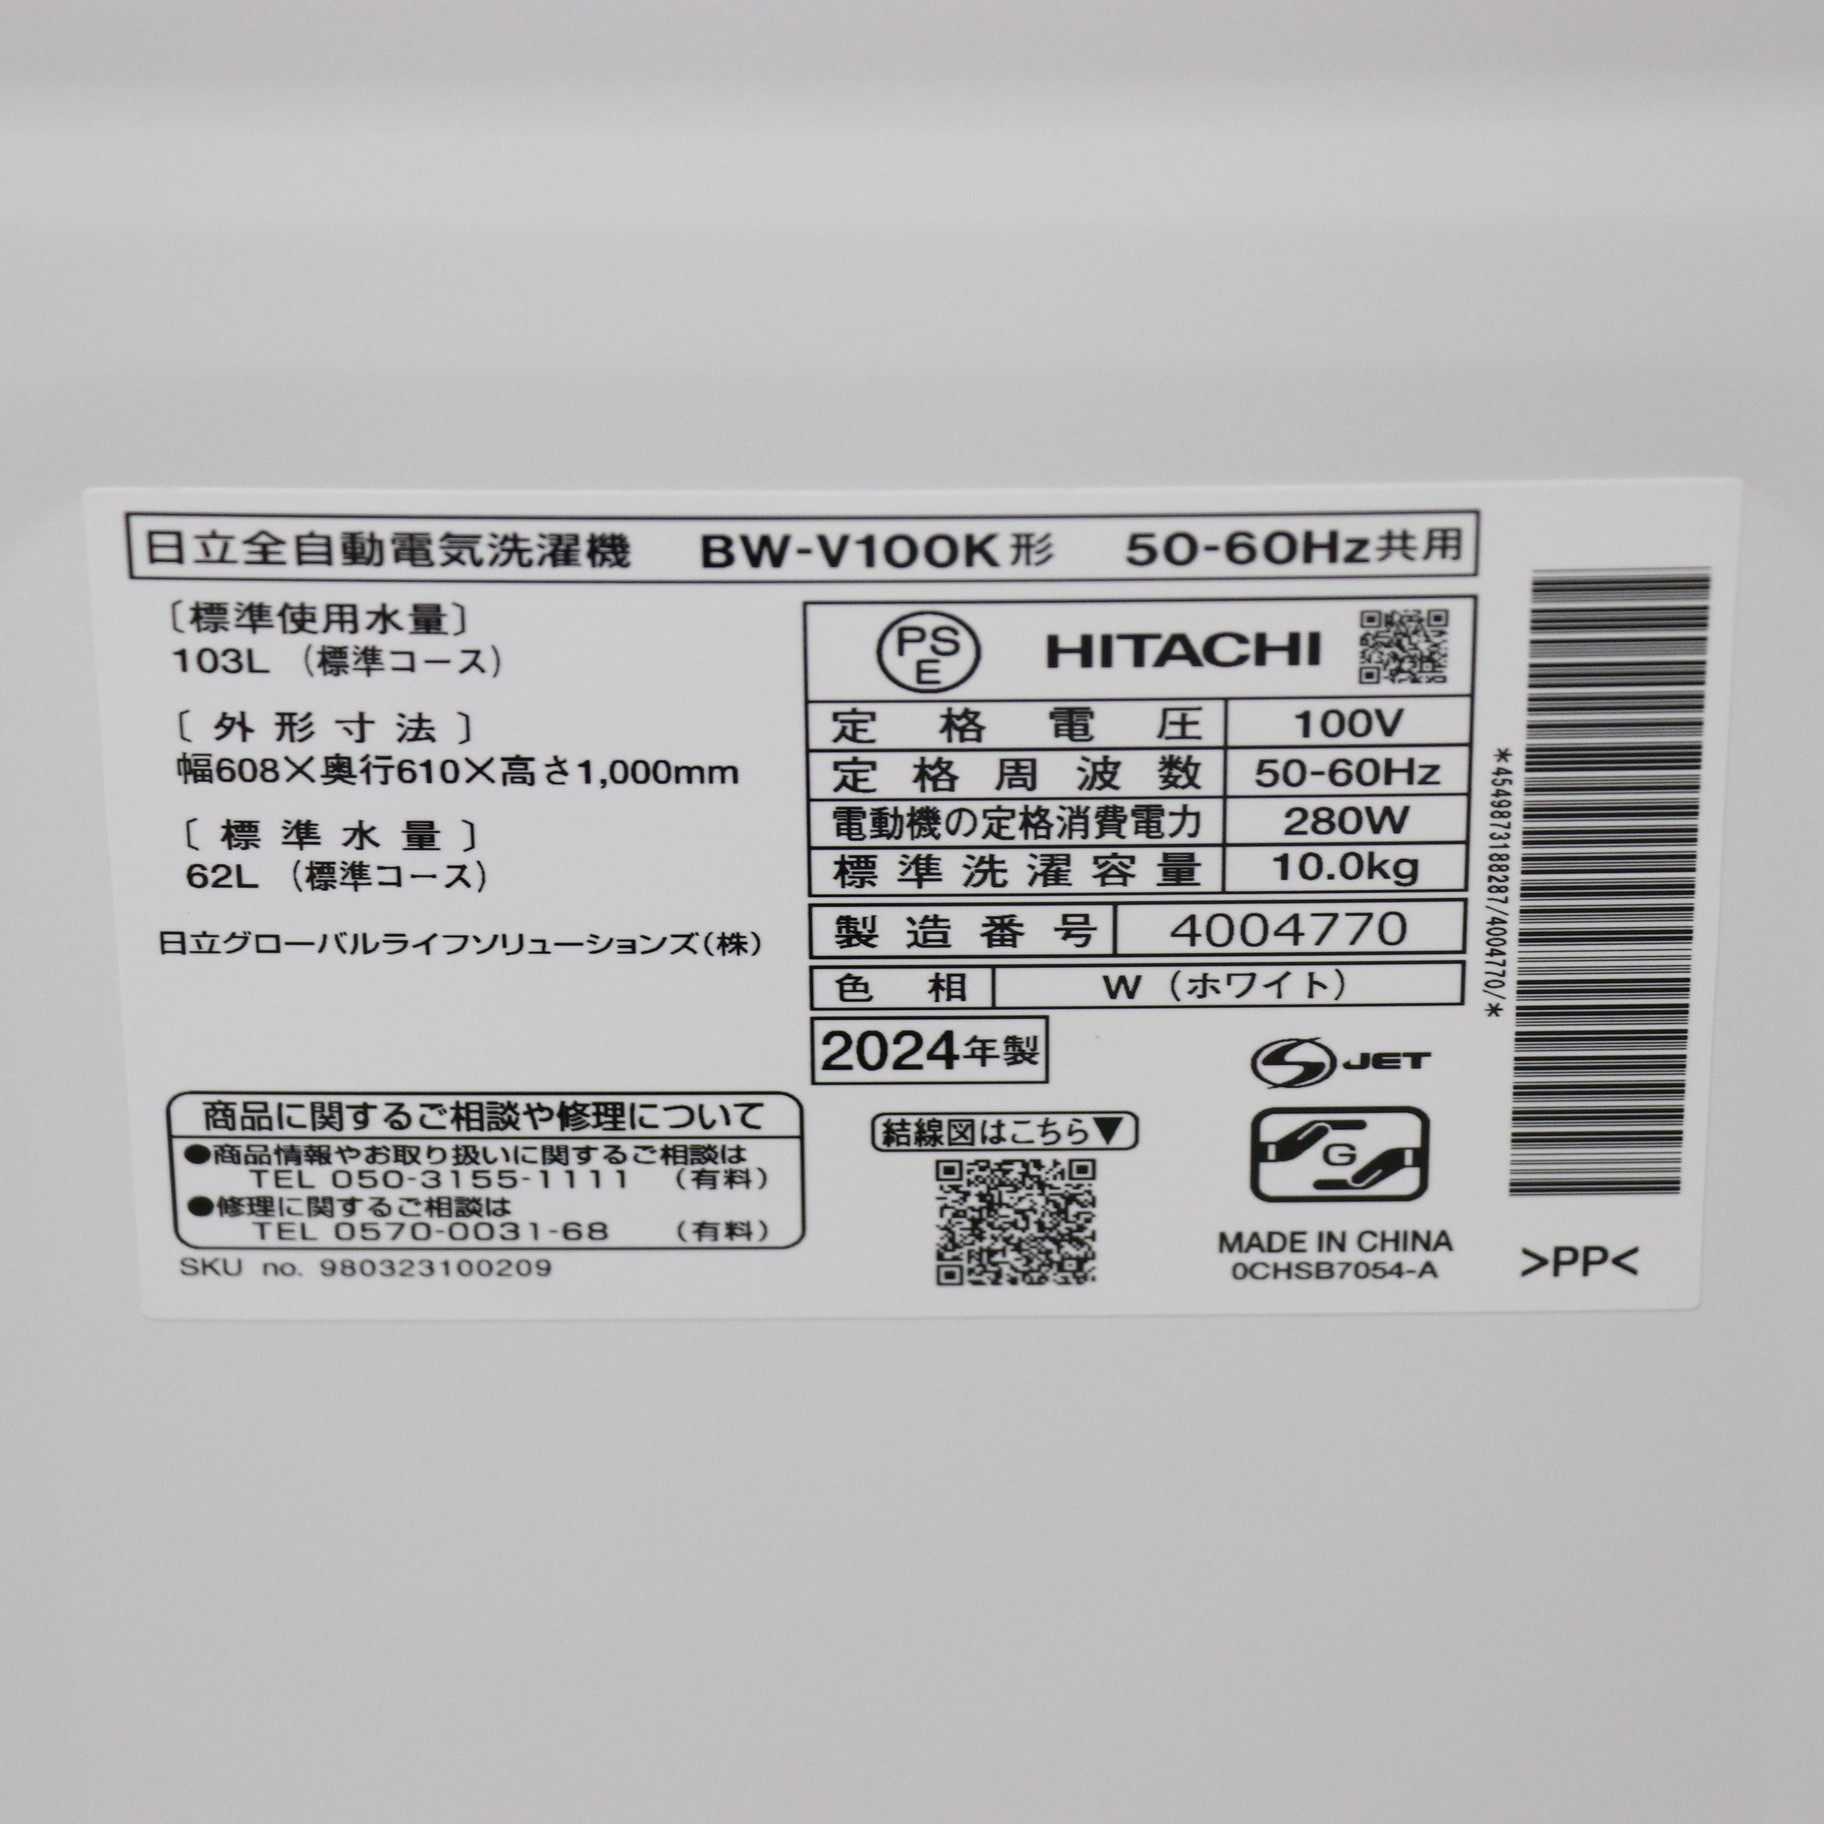 日立全自動電気洗濯機 BW-V100K形 50-60Hz共用
〔標準使用水量〕
103L (標準コース)
〔外形寸法〕
幅608×奥行610×高さ1,000mm
〔標準水量〕
62L (標準コース)
日立グローバルライフソリューションズ(株)
PS
E
HITACHI
定格電圧 100V
定格周波数 50-60Hz
電動機の定格消費電力 280W
標準洗濯容量 10.0kg
製造番号 4004770
色相 W (ホワイト)
2024年製
JET
結線図はこちら▼
G
MADE IN CHINA
0CHSB7054-A
*4549873188287/4004770/*
>PP<
商品に関するご相談や修理について
●商品情報やお取り扱いに関するご相談は
TEL 050-3155-1111 (有料)
●修理に関するご相談は
TEL 0570-0031-68 (有料)
SKU no. 980323100209